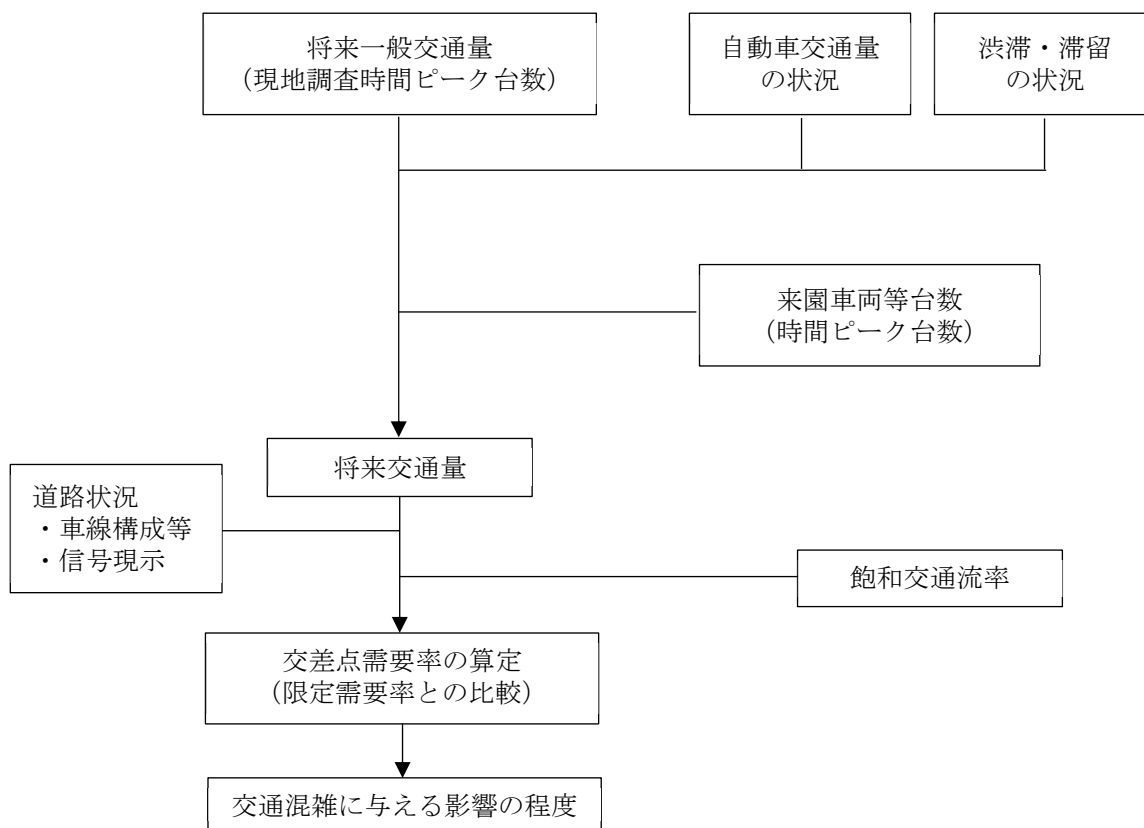 将来一般交通量
（現地調査時間ピーク台数）
自動車交通量
の状況
渋滞・滞留
の状況
来園車両等台数
（時間ピーク台数）
将来交通量
道路状況
・車線構成等
・信号現示
飽和交通流率
交差点需要率の算定
（限定需要率との比較）
交通混雑に与える影響の程度